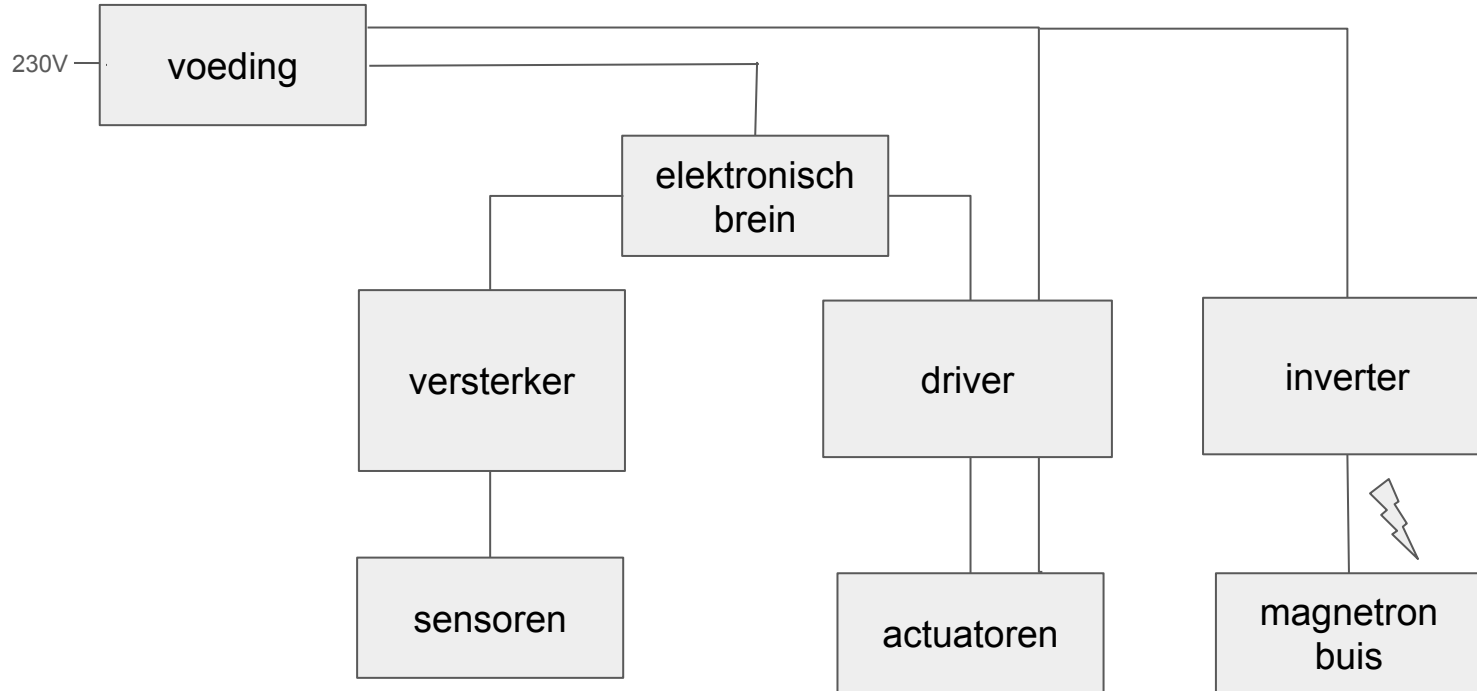 voeding
230V
elektronisch
brein
versterker
driver
inverter
sensoren
actuatoren
magnetron
buis